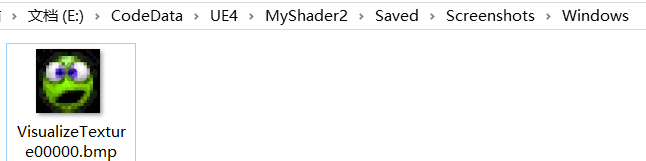 文档 (E:) › CodeData › UE4 › MyShader2 › Saved › Screenshots › Windows
VisualizeTextur
e00000.bmp